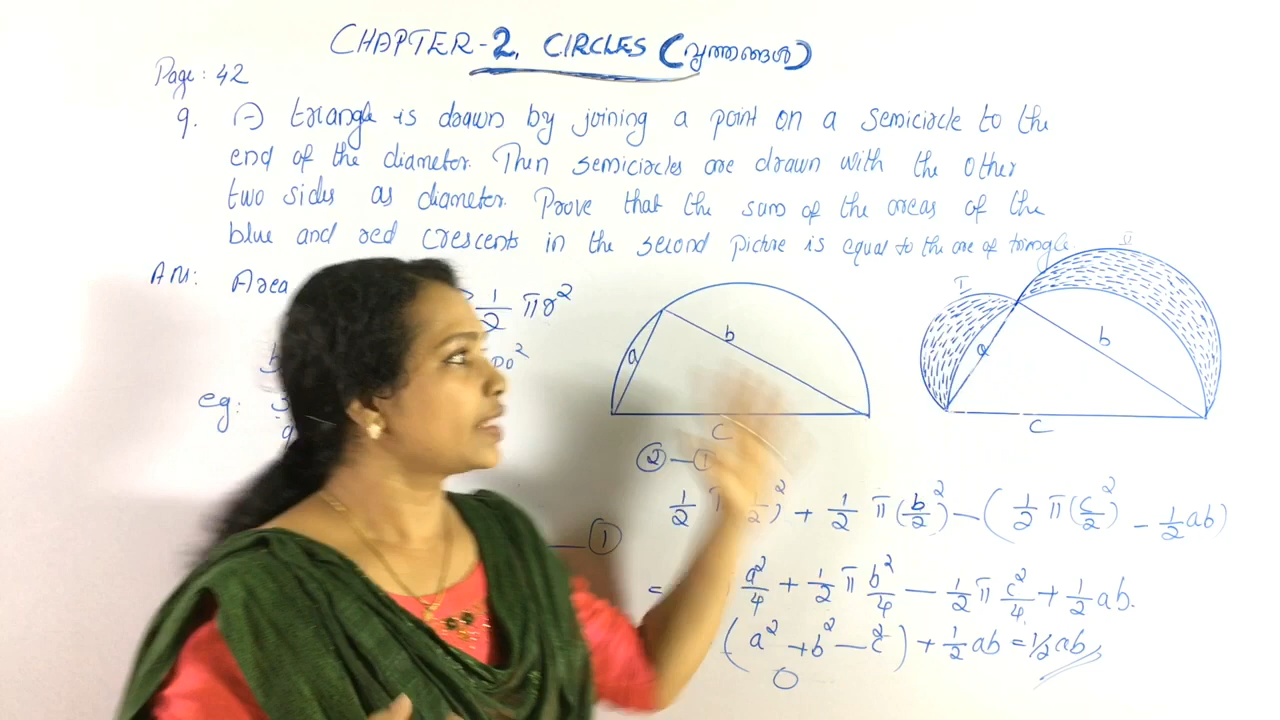 CHAPTER-2. CIRCLES (വൃത്തങ്ങൾ)
Page: 42
9. A triangle is drawn by joining a point on a semicircle to the
end of the diameter. Then semicircles are drawn with the other
two sides as diameter. Prove that the sum of the areas of the
blue and red crescents in the second picture is equal to the are of triangle.
Ans: Area
1/2 πr²
eg:
a b c
I II
a b c
② — ①
①
1/2 π )² + 1/2 π(b/2)² - (1/2 π(c/2)² - 1/2 ab)
= a²/4 + 1/2 π b²/4 - 1/2 π c²/4 + 1/2 ab.
(a² + b² - c²) + 1/2 ab = 1/2 ab
0